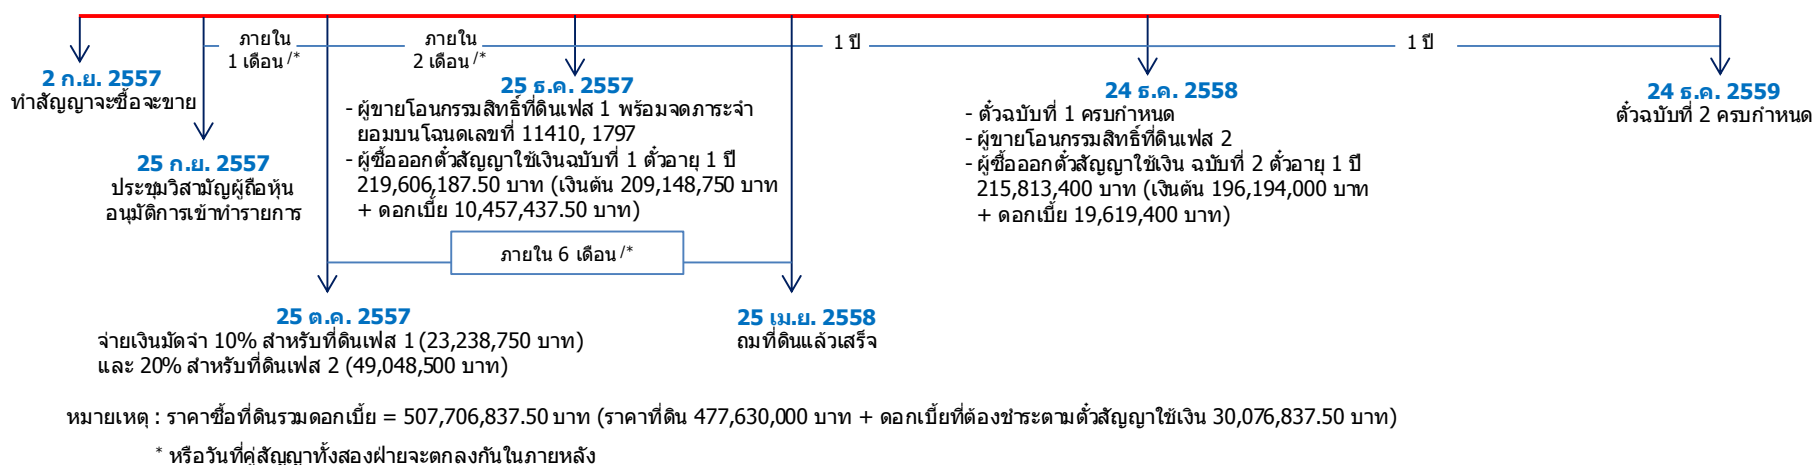 ภายใน
1 เดือน /*
ภายใน
2 เดือน /*
1 ปี
1 ปี
2 ก.ย. 2557
ทำสัญญาจะซื้อจะขาย
25 ก.ย. 2557
ประชุมวิสามัญผู้ถือหุ้น
อนุมัติการเข้าทำรายการ
25 ธ.ค. 2557
- ผู้ขายโอนกรรมสิทธิ์ที่ดินเฟส 1 พร้อมจดภาระจำ
ยอมบนโฉนดเลขที่ 11410, 1797
- ผู้ซื้อออกตั๋วสัญญาใช้เงินฉบับที่ 1 ตั๋วอายุ 1 ปี
219,606,187.50 บาท (เงินต้น 209,148,750 บาท
+ ดอกเบี้ย 10,457,437.50 บาท)
24 ธ.ค. 2558
- ตั๋วฉบับที่ 1 ครบกำหนด
- ผู้ขายโอนกรรมสิทธิ์ที่ดินเฟส 2
- ผู้ซื้อออกตั๋วสัญญาใช้เงิน ฉบับที่ 2 ตั๋วอายุ 1 ปี
215,813,400 บาท (เงินต้น 196,194,000 บาท
+ ดอกเบี้ย 19,619,400 บาท)
24 ธ.ค. 2559
ตั๋วฉบับที่ 2 ครบกำหนด
ภายใน 6 เดือน /*
25 ต.ค. 2557
จ่ายเงินมัดจำ 10% สำหรับที่ดินเฟส 1 (23,238,750 บาท)
และ 20% สำหรับที่ดินเฟส 2 (49,048,500 บาท)
25 เม.ย. 2558
ถมที่ดินแล้วเสร็จ
หมายเหตุ : ราคาซื้อที่ดินรวมดอกเบี้ย = 507,706,837.50 บาท (ราคาที่ดิน 477,630,000 บาท + ดอกเบี้ยที่ต้องชำระตามตั๋วสัญญาใช้เงิน 30,076,837.50 บาท)
* หรือวันที่คู่สัญญาทั้งสองฝ่ายจะตกลงกันในภายหลัง